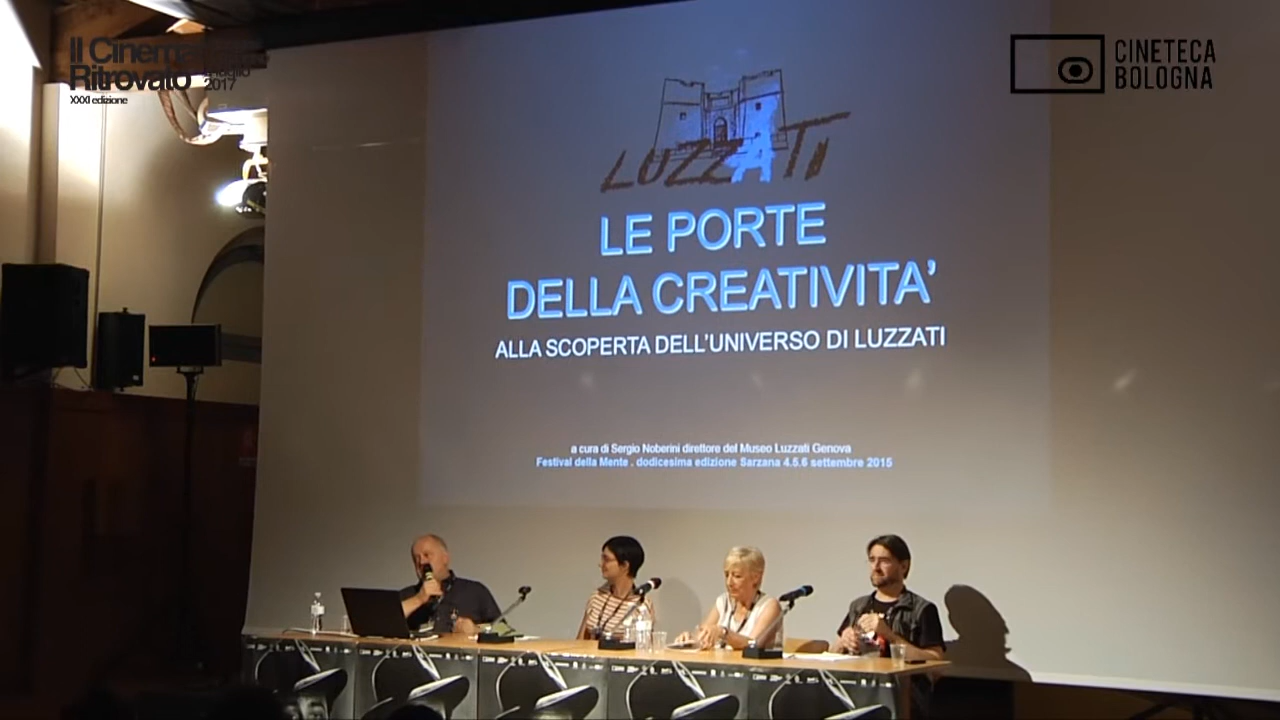 Il Cinema
Ritrovato
luglio
2017
XXXI edizione
CINETECA
BOLOGNA
LUZZATI
LE PORTE
DELLA CREATIVITA’
ALLA SCOPERTA DELL’UNIVERSO DI LUZZATI
a cura di Sergio Noberini direttore del Museo Luzzati Genova
Festival della Mente . dodicesima edizione Sarzana 4.5.6 settembre 2015